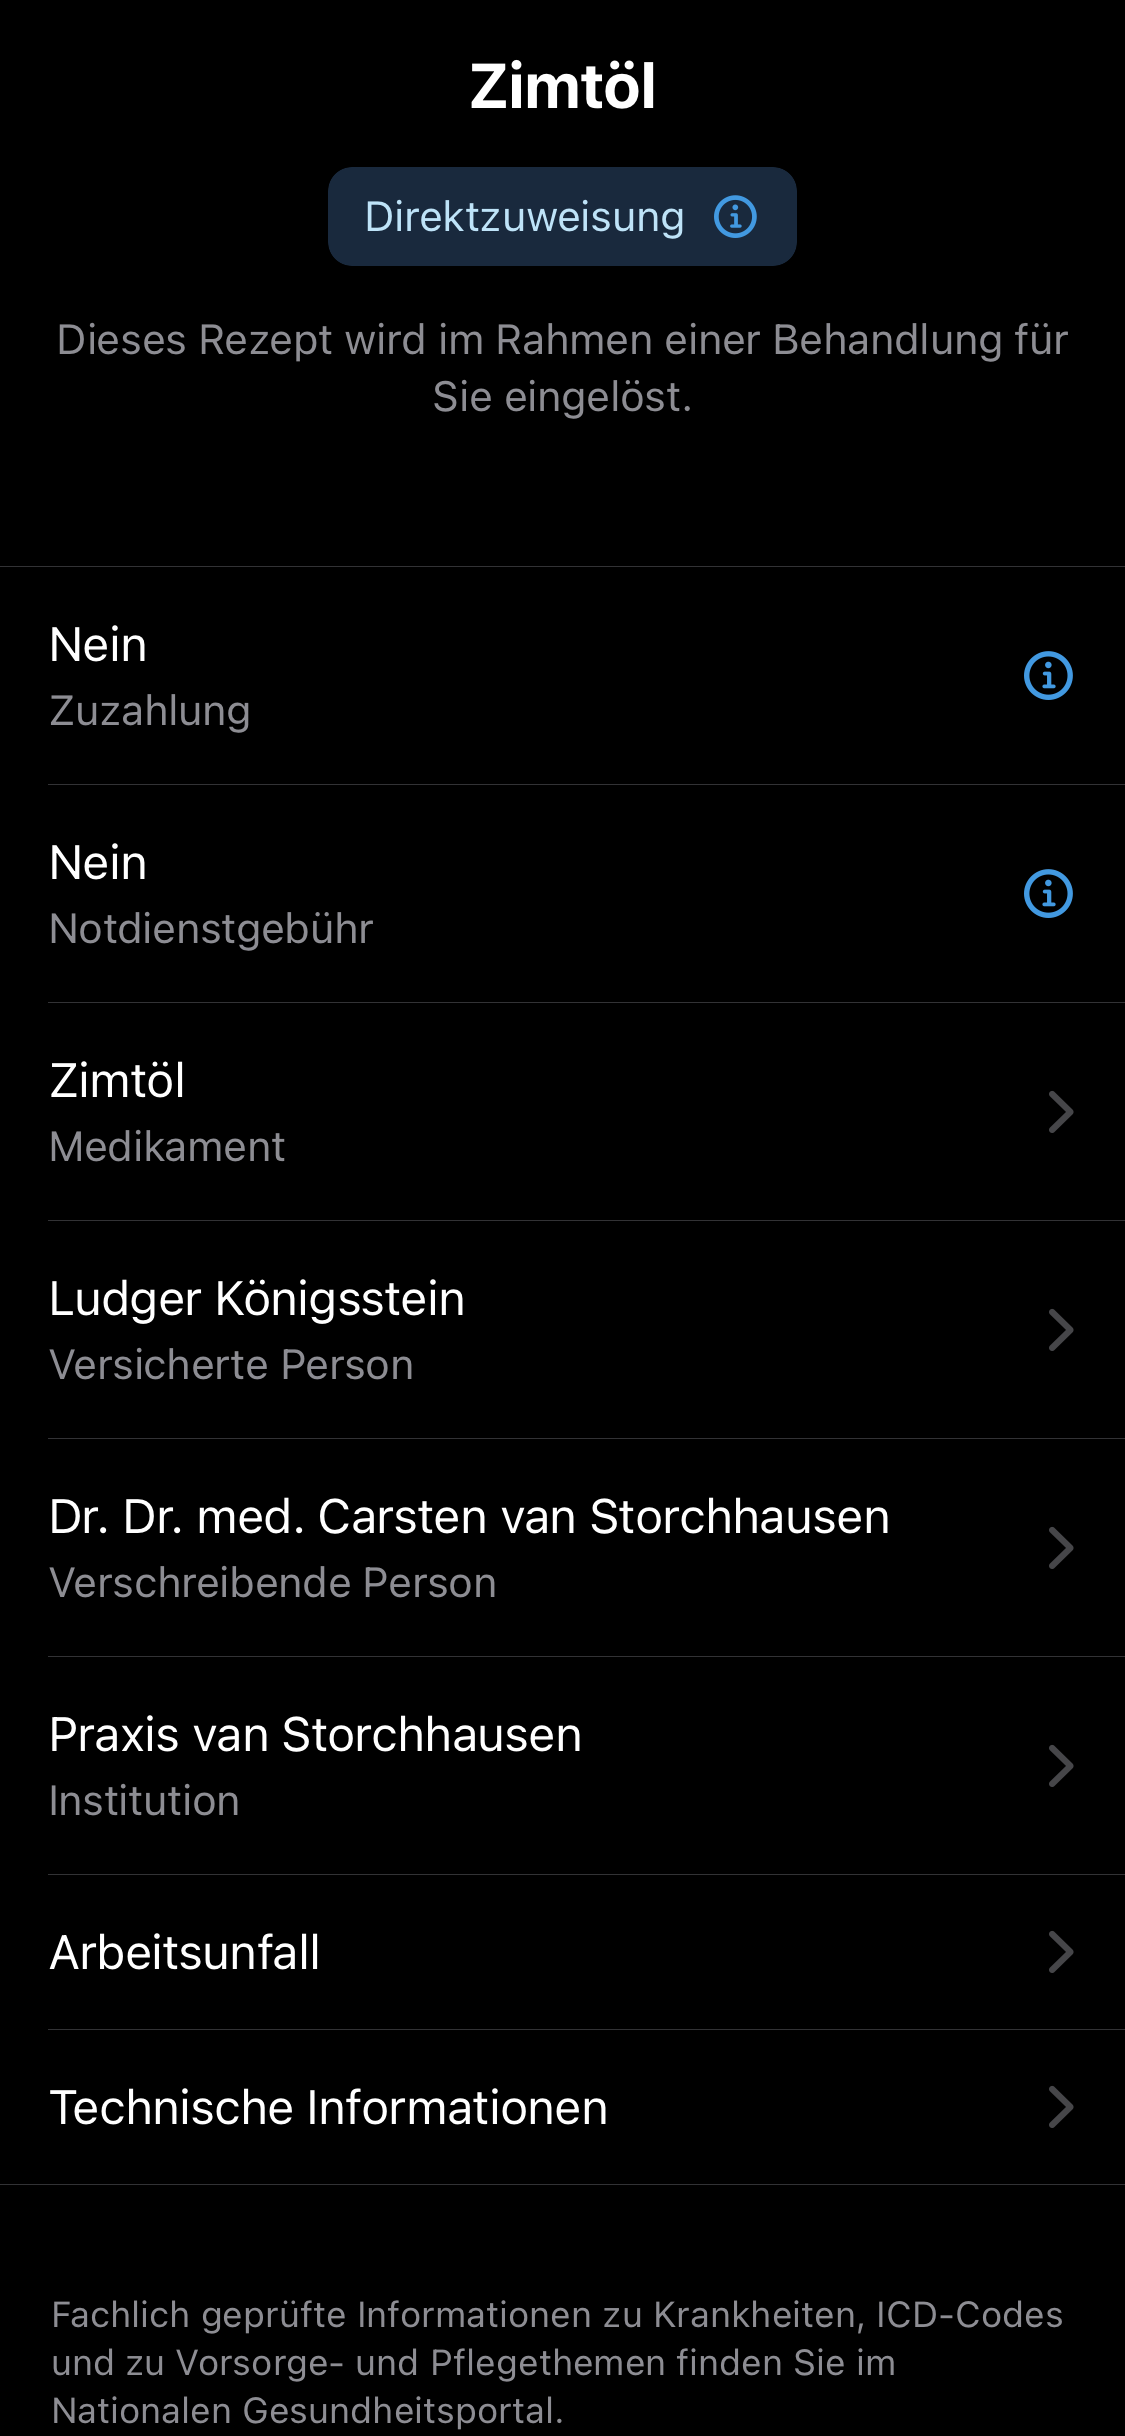 Zimtöl
Direktzuweisung
Dieses Rezept wird im Rahmen einer Behandlung für
Sie eingelöst.
Nein
Zuzahlung
Nein
Notdienstgebühr
Zimtöl
Medikament
Ludger Königsstein
Versicherte Person
Dr. Dr. med. Carsten van Storchhausen
Verschreibende Person
Praxis van Storchhausen
Institution
Arbeitsunfall
Technische Informationen
Fachlich geprüfte Informationen zu Krankheiten, ICD-Codes
und zu Vorsorge- und Pflegethemen finden Sie im
Nationalen Gesundheitsportal.